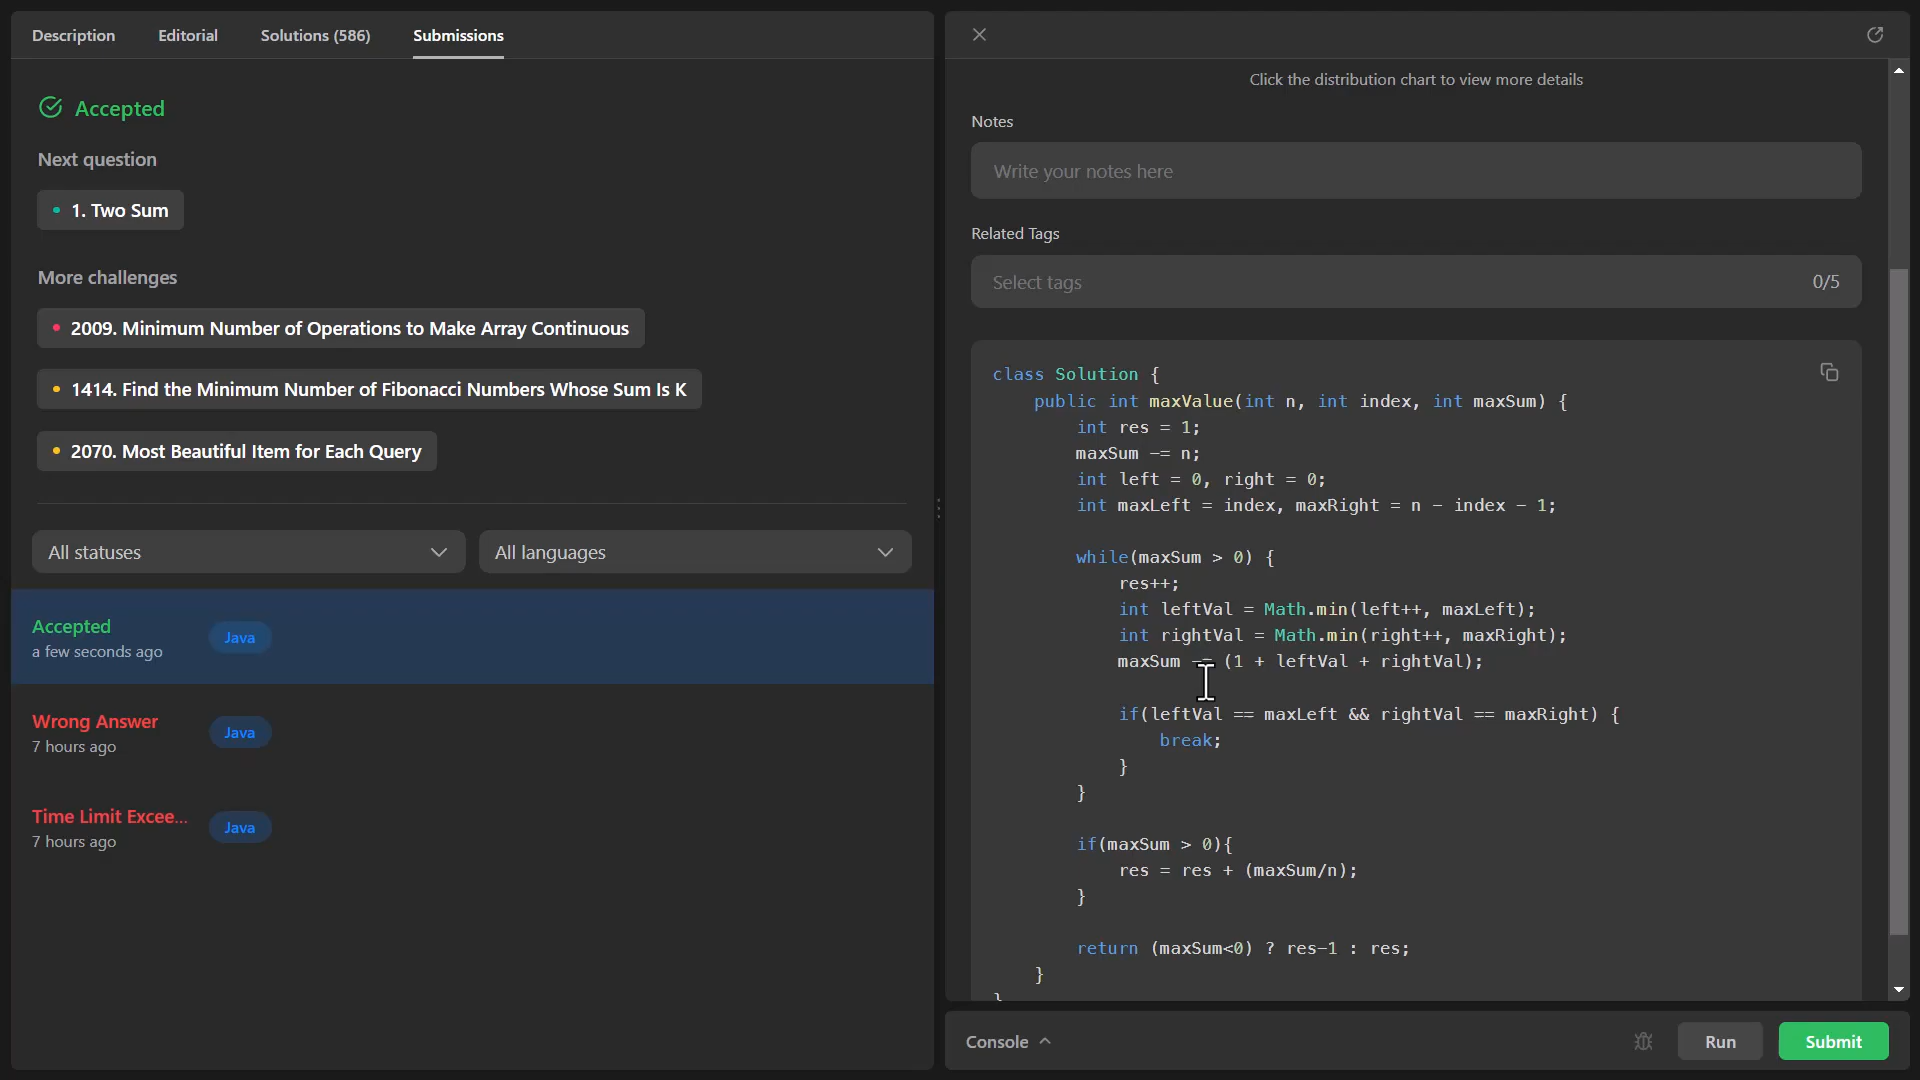 Description Editorial Solutions (586) Submissions
Accepted
Next question
1. Two Sum
More challenges
2009. Minimum Number of Operations to Make Array Continuous
1414. Find the Minimum Number of Fibonacci Numbers Whose Sum Is K
2070. Most Beautiful Item for Each Query
All statuses All languages
Accepted
a few seconds ago
Java
Wrong Answer
7 hours ago
Java
Time Limit Excee...
7 hours ago
Java
Click the distribution chart to view more details
Notes
Write your notes here
Related Tags
Select tags 0/5
class Solution {
public int maxValue(int n, int index, int maxSum) {
int res = 1;
maxSum -= n;
int left = 0, right = 0;
int maxLeft = index, maxRight = n - index - 1;
while(maxSum > 0) {
res++;
int leftVal = Math.min(left++, maxLeft);
int rightVal = Math.min(right++, maxRight);
maxSum -= (1 + leftVal + rightVal);
if(leftVal == maxLeft && rightVal == maxRight) {
break;
}
}
if(maxSum > 0){
res = res + (maxSum/n);
}
return (maxSum<0) ? res-1 : res;
}
}
Console Run Submit